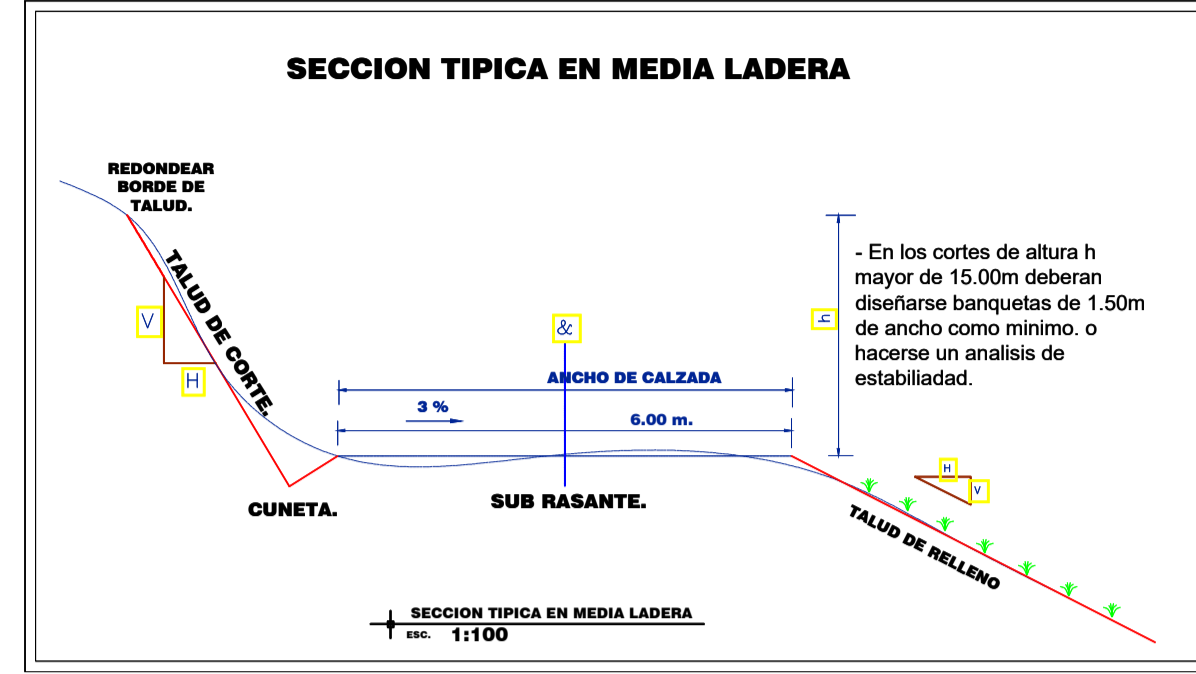 SECCION TIPICA EN MEDIA LADERA
REDONDEAR
BORDE DE
TALUD.
TALUD DE CORTE.
V
H
&
h
- En los cortes de altura h
mayor de 15.00m deberan
diseñarse banquetas de 1.50m
de ancho como minimo. o
hacerse un analisis de
estabiliadad.
ANCHO DE CALZADA
3 %
6.00 m.
CUNETA.
SUB RASANTE.
H
V
TALUD DE RELLENO
SECCION TIPICA EN MEDIA LADERA
ESC. 1:100